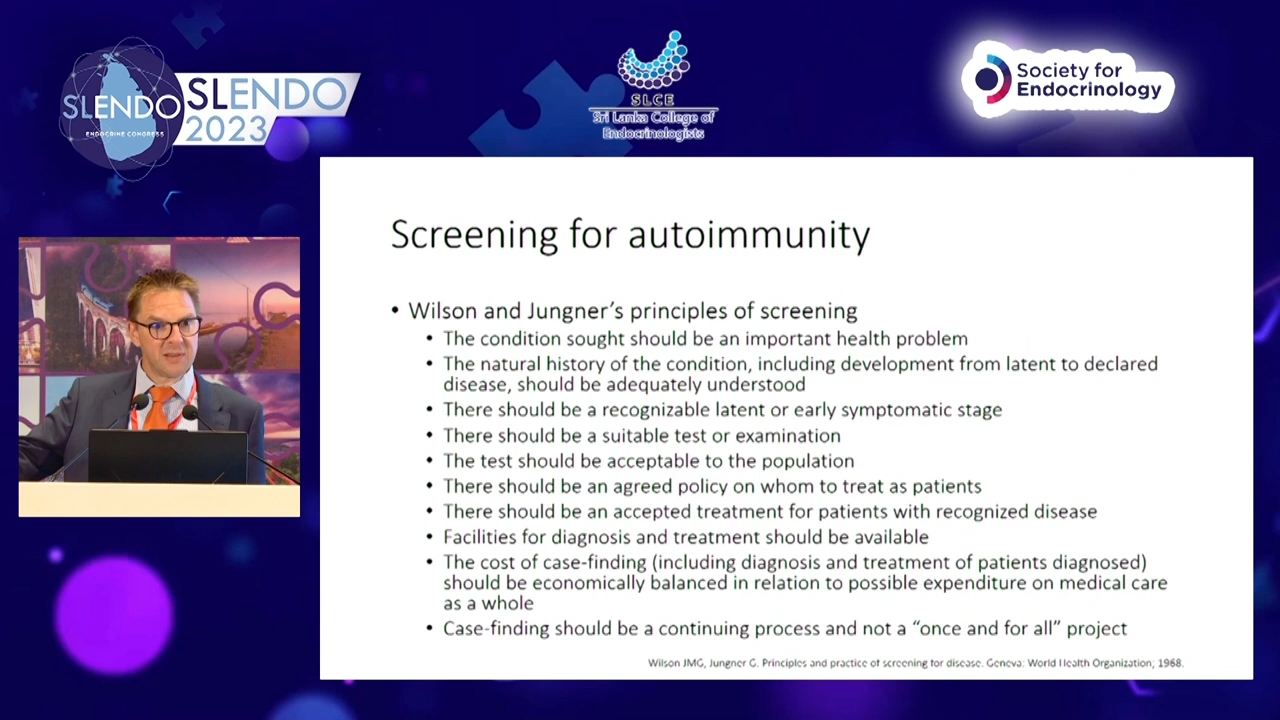 SLENDO
ENDOCRINE CONGRESS
SLENDO
2023
SLCE
Sri Lanka College of
Endocrinologists
Society for
Endocrinology
Screening for autoimmunity
• Wilson and Jungner’s principles of screening
• The condition sought should be an important health problem
• The natural history of the condition, including development from latent to declared
disease, should be adequately understood
• There should be a recognizable latent or early symptomatic stage
• There should be a suitable test or examination
• The test should be acceptable to the population
• There should be an agreed policy on whom to treat as patients
• There should be an accepted treatment for patients with recognized disease
• Facilities for diagnosis and treatment should be available
• The cost of case-finding (including diagnosis and treatment of patients diagnosed)
should be economically balanced in relation to possible expenditure on medical care
as a whole
• Case-finding should be a continuing process and not a “once and for all” project
Wilson JMG, Jungner G. Principles and practice of screening for disease. Geneva: World Health Organization; 1968.